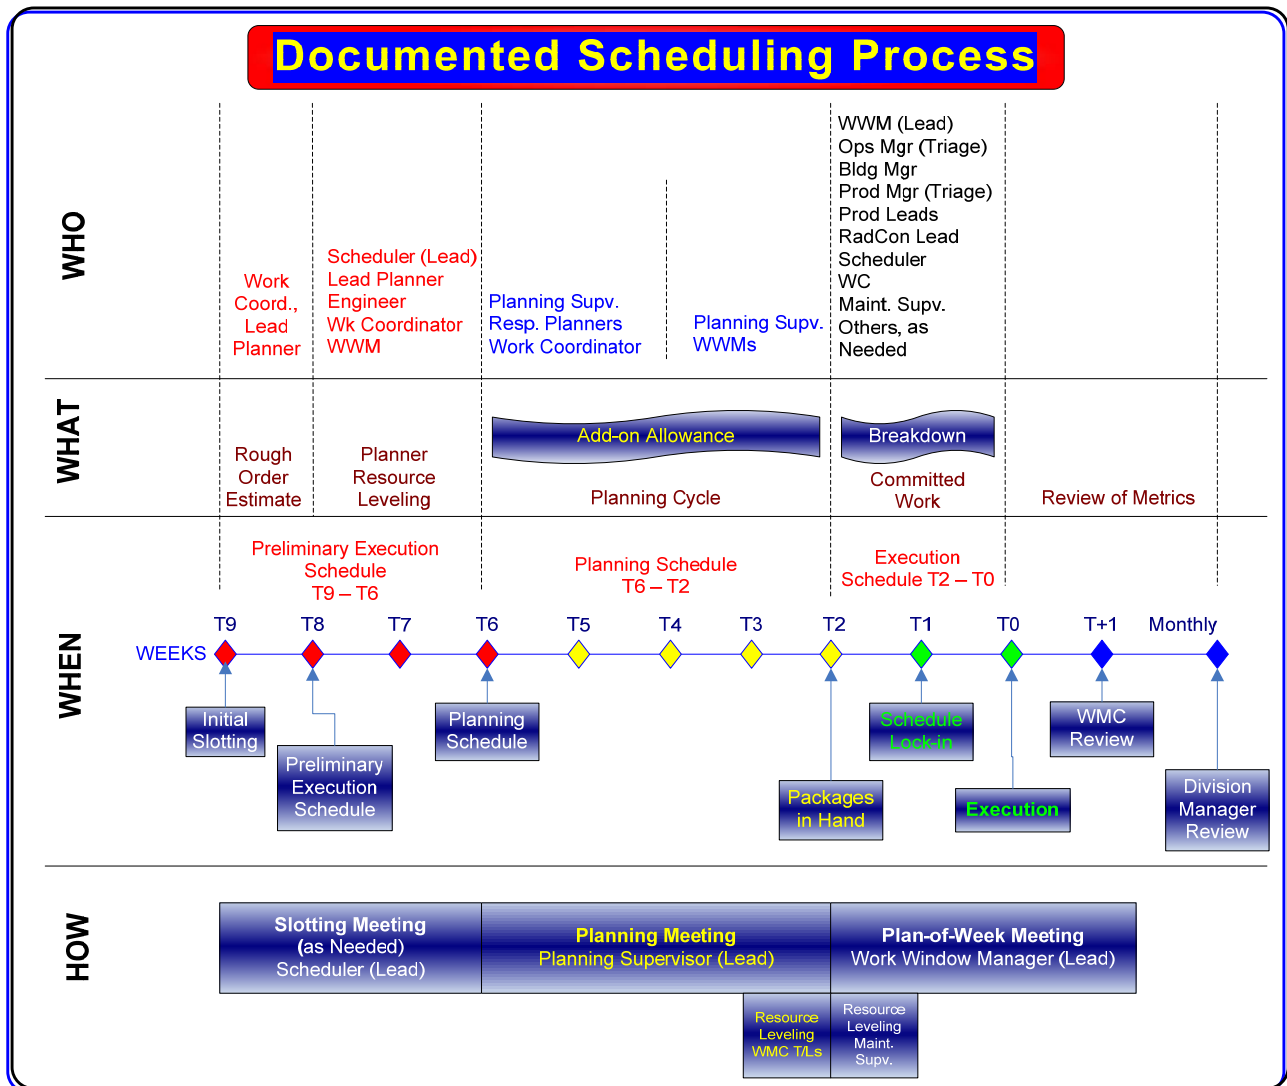 Documented Scheduling Process
WHO
Work
Coord.,
Lead
Planner
Scheduler (Lead)
Lead Planner
Engineer
Wk Coordinator
WWM
Planning Supv.
Resp. Planners
Work Coordinator
Planning Supv.
WWMs
WWM (Lead)
Ops Mgr (Triage)
Bldg Mgr
Prod Mgr (Triage)
Prod Leads
RadCon Lead
Scheduler
WC
Maint. Supv.
Others, as
Needed
WHAT
Rough
Order
Estimate
Planner
Resource
Leveling
Add-on Allowance
Planning Cycle
Breakdown
Committed
Work
Review of Metrics
WHEN
Preliminary Execution
Schedule
T9 – T6
Planning Schedule
T6 – T2
Execution
Schedule T2 – T0
WEEKS
T9
T8
T7
T6
T5
T4
T3
T2
T1
T0
T+1
Monthly
Initial
Slotting
Preliminary
Execution
Schedule
Planning
Schedule
Packages
in Hand
Schedule
Lock-in
Execution
WMC
Review
Division
Manager
Review
HOW
Slotting Meeting
(as Needed)
Scheduler (Lead)
Planning Meeting
Planning Supervisor (Lead)
Plan-of-Week Meeting
Work Window Manager (Lead)
Resource
Leveling
WMC T/Ls
Resource
Leveling
Maint.
Supv.